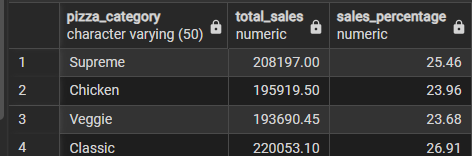 pizza_category total_sales sales_percentage
character varying (50) numeric numeric
1 Supreme 208197.00 25.46
2 Chicken 195919.50 23.96
3 Veggie 193690.45 23.68
4 Classic 220053.10 26.91